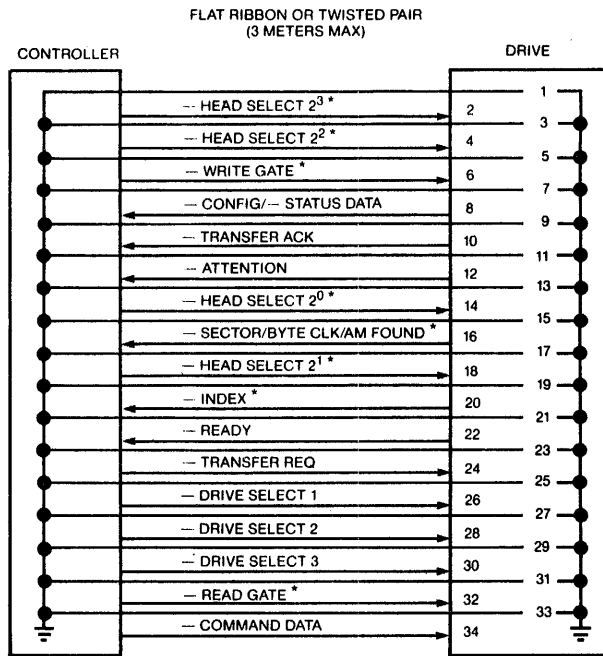 FLAT RIBBON OR TWISTED PAIR
(3 METERS MAX)
CONTROLLER
DRIVE
1
— HEAD SELECT 2³ *
2
3
— HEAD SELECT 2² *
4
5
— WRITE GATE *
6
7
— CONFIG/— STATUS DATA
8
9
— TRANSFER ACK
10
11
— ATTENTION
12
13
— HEAD SELECT 2⁰ *
14
15
— SECTOR/BYTE CLK/AM FOUND *
16
17
— HEAD SELECT 2¹ *
18
19
— INDEX *
20
21
— READY
22
23
— TRANSFER REQ
24
25
— DRIVE SELECT 1
26
27
— DRIVE SELECT 2
28
29
— DRIVE SELECT 3
30
31
— READ GATE *
32
33
— COMMAND DATA
34